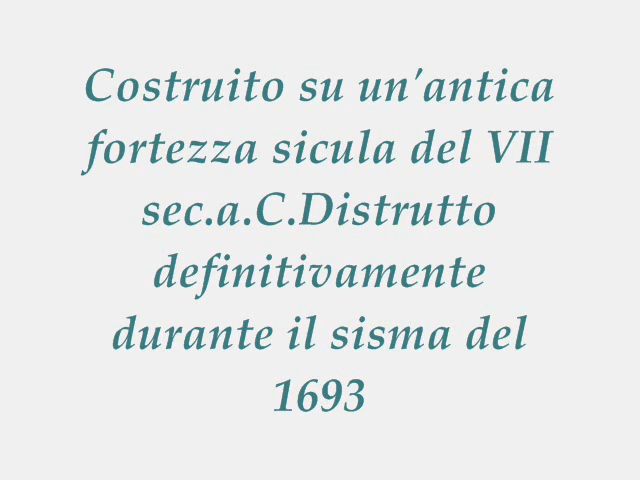 Costruito su un'antica
fortezza sicula del VII
sec.a.C.Distrutto
definitivamente
durante il sisma del
1693